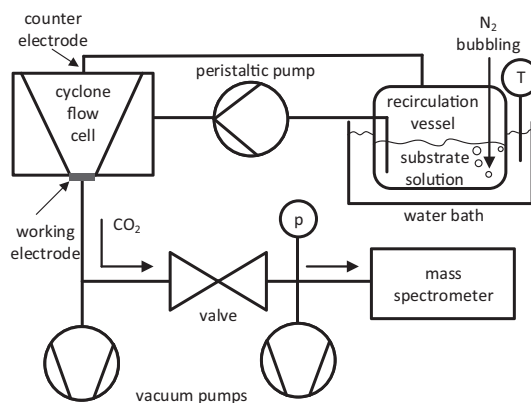 counter
electrode
N₂
bubbling
peristaltic pump
T
cyclone
flow
cell
recirculation
vessel
substrate
solution
water bath
working
electrode
CO₂
p
valve
mass
spectrometer
vacuum pumps